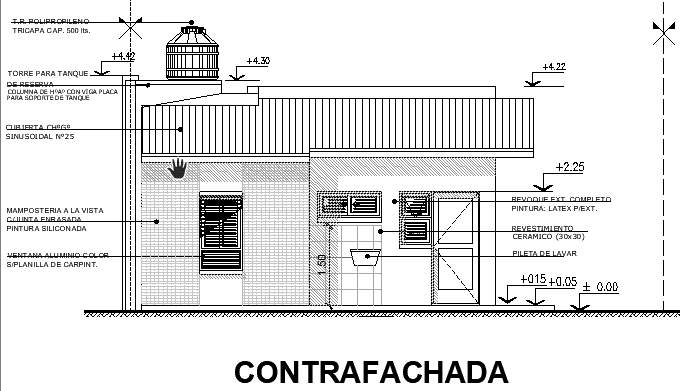 T.R. POLIPROPILENO
TRICAPA CAP. 500 lts.
+4.42
+4.30
+4.22
TORRE PARA TANQUE
DE RESERVA
COLUMNA DE HºAº CON VIGA PLACA
PARA SOPORTE DE TANQUE
CUBIERTA CHºGº
SINUSOIDAL Nº25
+2.25
MAMPOSTERIA A LA VISTA
C/JUNTA ENRASADA
PINTURA SILICONADA
REVOQUE EXT. COMPLETO
PINTURA: LATEX P/EXT.
REVESTIMIENTO
CERAMICO (30x30)
VENTANA ALUMINIO COLOR
S/PLANILLA DE CARPINT.
PILETA DE LAVAR
1.50
+015
+0.05
± 0.00
CONTRAFACHADA